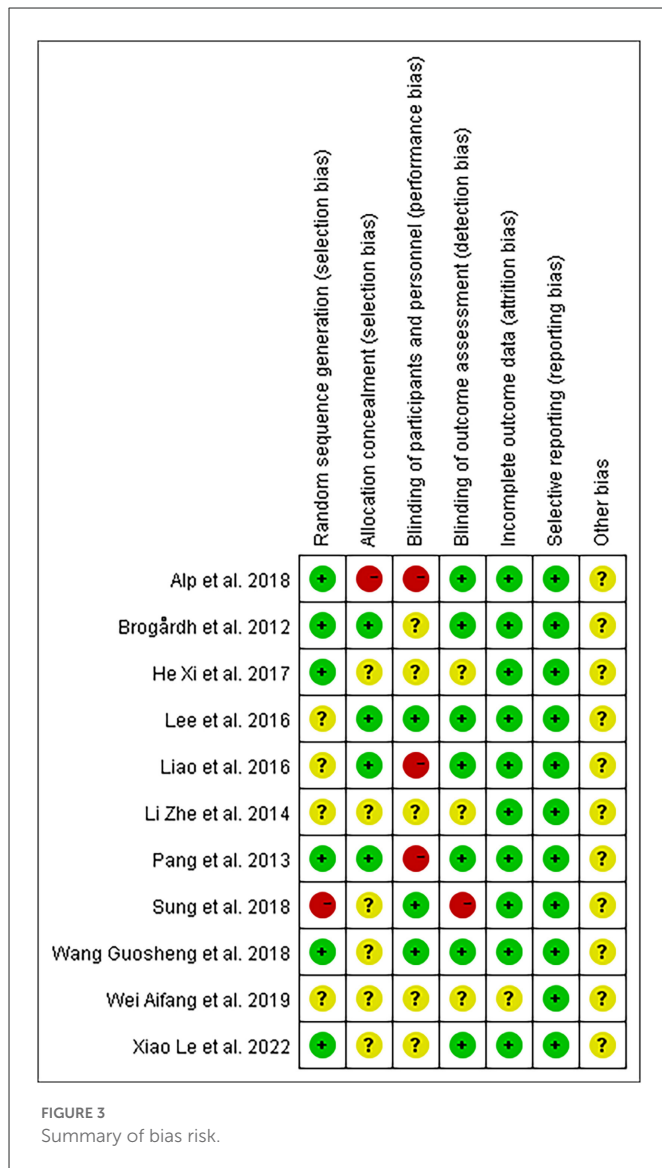 Random sequence generation (selection bias)
Allocation concealment (selection bias)
Blinding of participants and personnel (performance bias)
Blinding of outcome assessment (detection bias)
Incomplete outcome data (attrition bias)
Selective reporting (reporting bias)
Other bias
Alp et al. 2018 + - - + + + ?
Brogårdh et al. 2012 + + ? + + + ?
He Xi et al. 2017 + ? ? ? + + ?
Lee et al. 2016 ? + + + + + ?
Liao et al. 2016 ? + - + + + ?
Li Zhe et al. 2014 ? ? ? ? + + ?
Pang et al. 2013 + + - + + + ?
Sung et al. 2018 - ? + - + + ?
Wang Guosheng et al. 2018 + ? + + + + ?
Wei Aifang et al. 2019 ? ? ? ? ? + ?
Xiao Le et al. 2022 + ? ? + + + ?
FIGURE 3
Summary of bias risk.